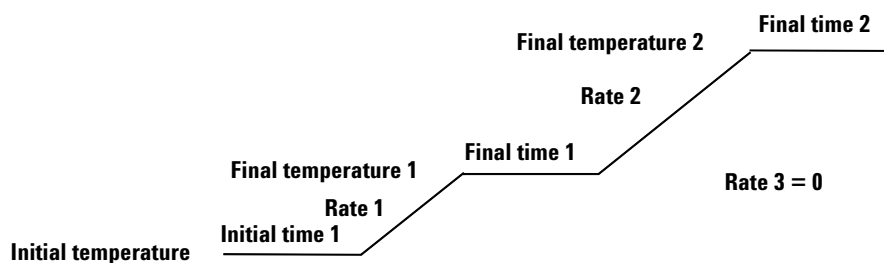 Final time 2
Final temperature 2
Rate 2
Final time 1
Final temperature 1
Rate 3 = 0
Rate 1
Initial time 1
Initial temperature